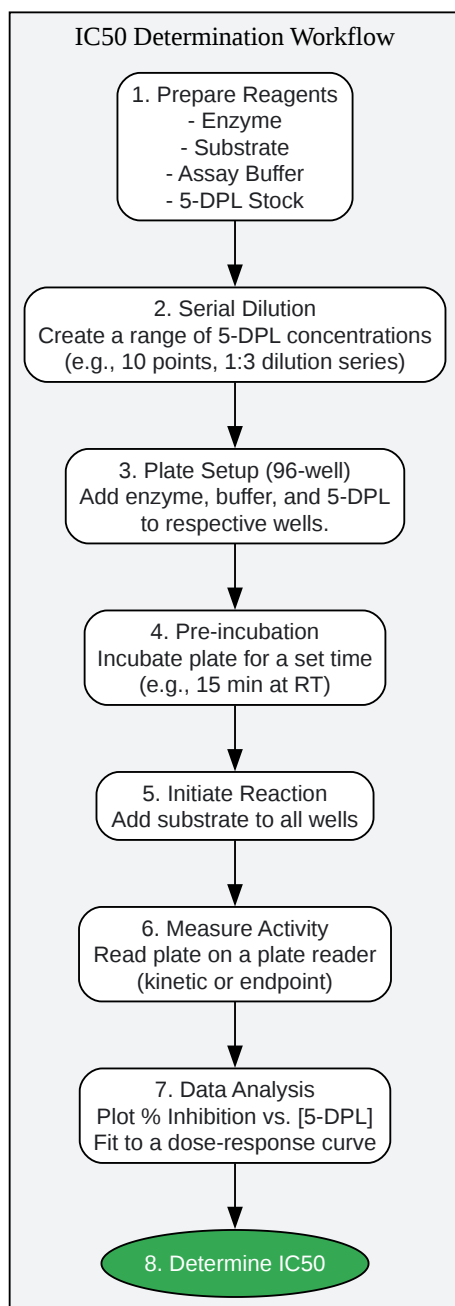 IC50 Determination Workflow
1. Prepare Reagents
- Enzyme
- Substrate
- Assay Buffer
- 5-DPL Stock
2. Serial Dilution
Create a range of 5-DPL concentrations
(e.g., 10 points, 1:3 dilution series)
3. Plate Setup (96-well)
Add enzyme, buffer, and 5-DPL
to respective wells.
4. Pre-incubation
Incubate plate for a set time
(e.g., 15 min at RT)
5. Initiate Reaction
Add substrate to all wells
6. Measure Activity
Read plate on a plate reader
(kinetic or endpoint)
7. Data Analysis
Plot % Inhibition vs. [5-DPL]
Fit to a dose-response curve
8. Determine IC50